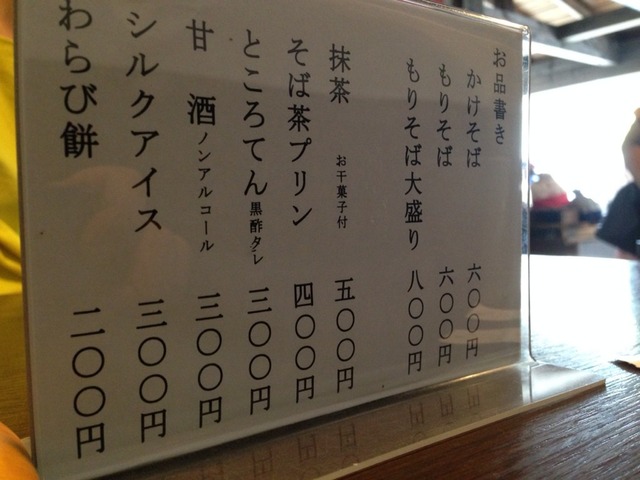 お品書き
かけそば 六〇〇円
もりそば 六〇〇円
もりそば大盛り 八〇〇円
抹茶 お干菓子付 五〇〇円
そば茶プリン 四〇〇円
ところてん 黒酢タレ 三〇〇円
甘酒 ノンアルコール 三〇〇円
シルクアイス 三〇〇円
わらび餅 二〇〇円